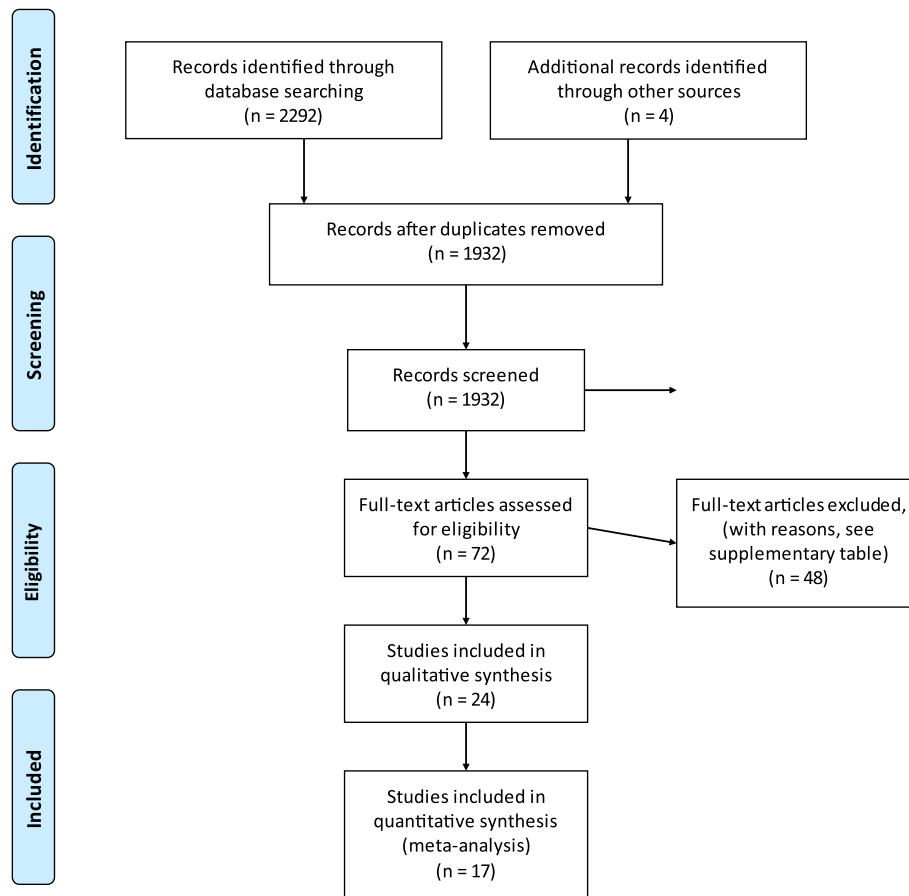 Identification
Records identified through
database searching
(n = 2292)
Additional records identified
through other sources
(n = 4)
Records after duplicates removed
(n = 1932)
Screening
Records screened
(n = 1932)
Eligibility
Full-text articles assessed
for eligibility
(n = 72)
Full-text articles excluded,
(with reasons, see
supplementary table)
(n = 48)
Studies included in
qualitative synthesis
(n = 24)
Included
Studies included in
quantitative synthesis
(meta-analysis)
(n = 17)